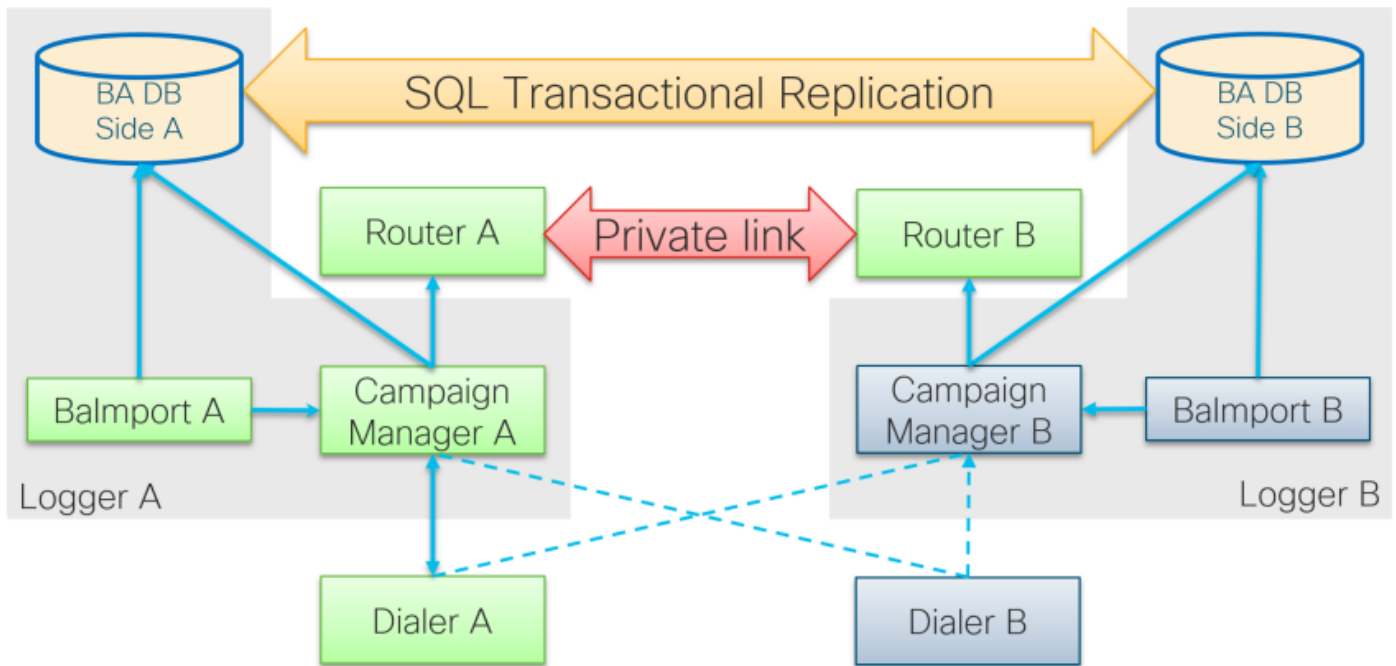 BA DB
Side A
SQL Transactional Replication
BA DB
Side B
Router A
Private link
Router B
BaImport A
Campaign
Manager A
Campaign
Manager B
BaImport B
Logger A
Logger B
Dialer A
Dialer B